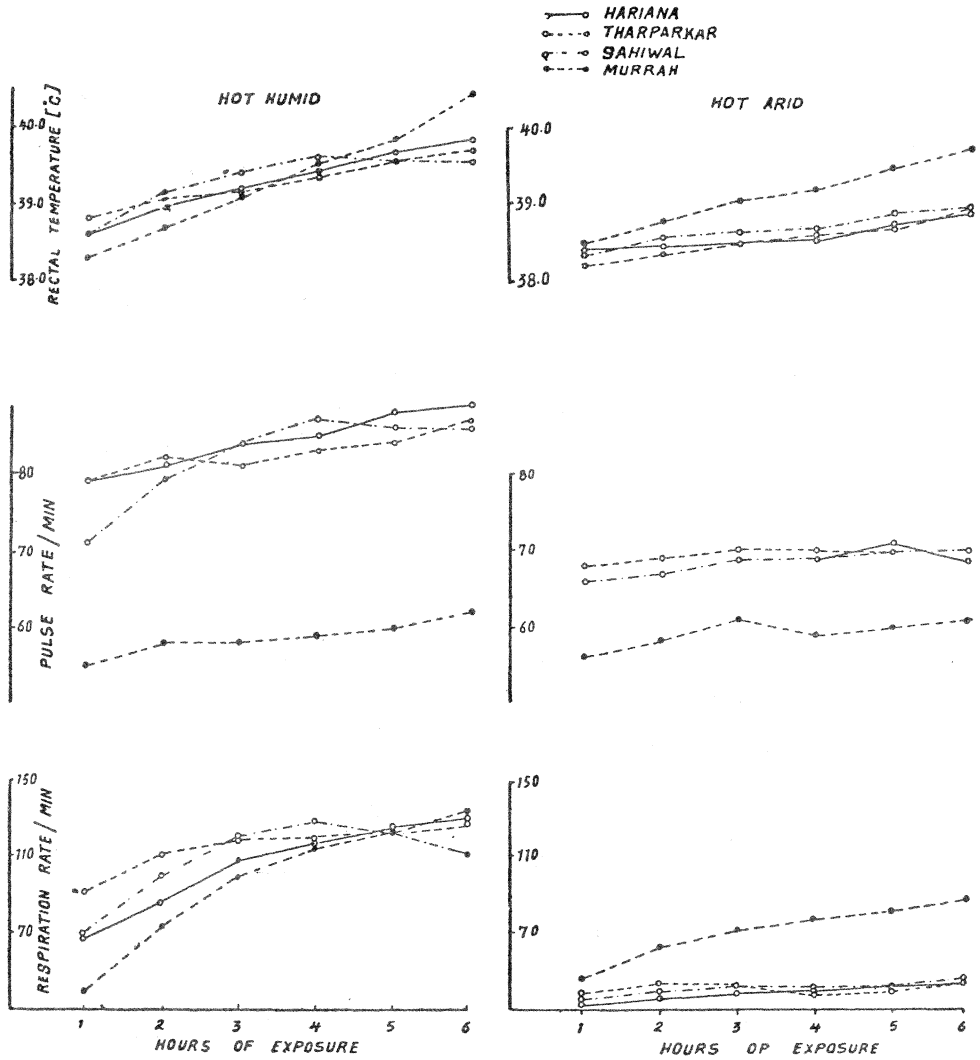 HARIANA
THARPARKAR
SAHIWAL
MURRAH
HOT HUMID
HOT ARID
RECTAL TEMPERATURE [°C]
40.0
39.0
38.0
40.0
39.0
38.0
PULSE RATE/MIN
80
70
60
80
70
60
RESPIRATION RATE/MIN
150
110
70
150
110
70
1 2 3 4 5 6
HOURS OF EXPOSURE
1 2 3 4 5 6
HOURS OF EXPOSURE